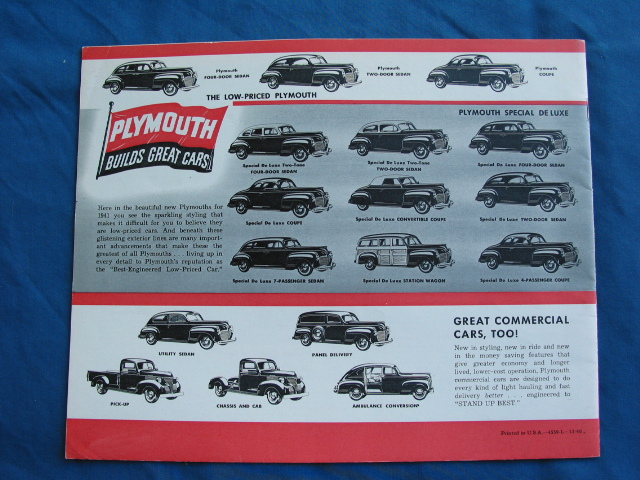 Plymouth
FOUR-DOOR SEDAN
Plymouth
TWO-DOOR SEDAN
Plymouth
COUPE
THE LOW-PRICED PLYMOUTH
PLYMOUTH
BUILDS GREAT CARS
PLYMOUTH SPECIAL DE LUXE
Special De Luxe Two-Tone
FOUR-DOOR SEDAN
Special De Luxe Two-Tone
TWO-DOOR SEDAN
Special De Luxe FOUR-DOOR SEDAN
Special De Luxe COUPE
Special De Luxe CONVERTIBLE COUPE
Special De Luxe TWO-DOOR SEDAN
Special De Luxe 7-PASSENGER SEDAN
Special De Luxe STATION WAGON
Special De Luxe 4-PASSENGER COUPE
Here in the beautiful new Plymouths for
1941 you see the sparkling styling that
makes it difficult for you to believe they
are low-priced cars. And beneath these
glistening exterior lines are many import-
ant advancements that make these the
greatest of all Plymouths . . . living up in
every detail to Plymouth's reputation as
the "Best-Engineered Low-Priced Car."
UTILITY SEDAN
PANEL DELIVERY
PICK-UP
CHASSIS AND CAB
AMBULANCE CONVERSION
GREAT COMMERCIAL
CARS, TOO!
New in styling, new in ride and new
in the money saving features that
give greater economy and longer
lived, lower-cost operation, Plymouth
commercial cars are designed to do
every kind of light hauling and fast
delivery better . . . engineered to
"STAND UP BEST."
Printed in U.S.A.